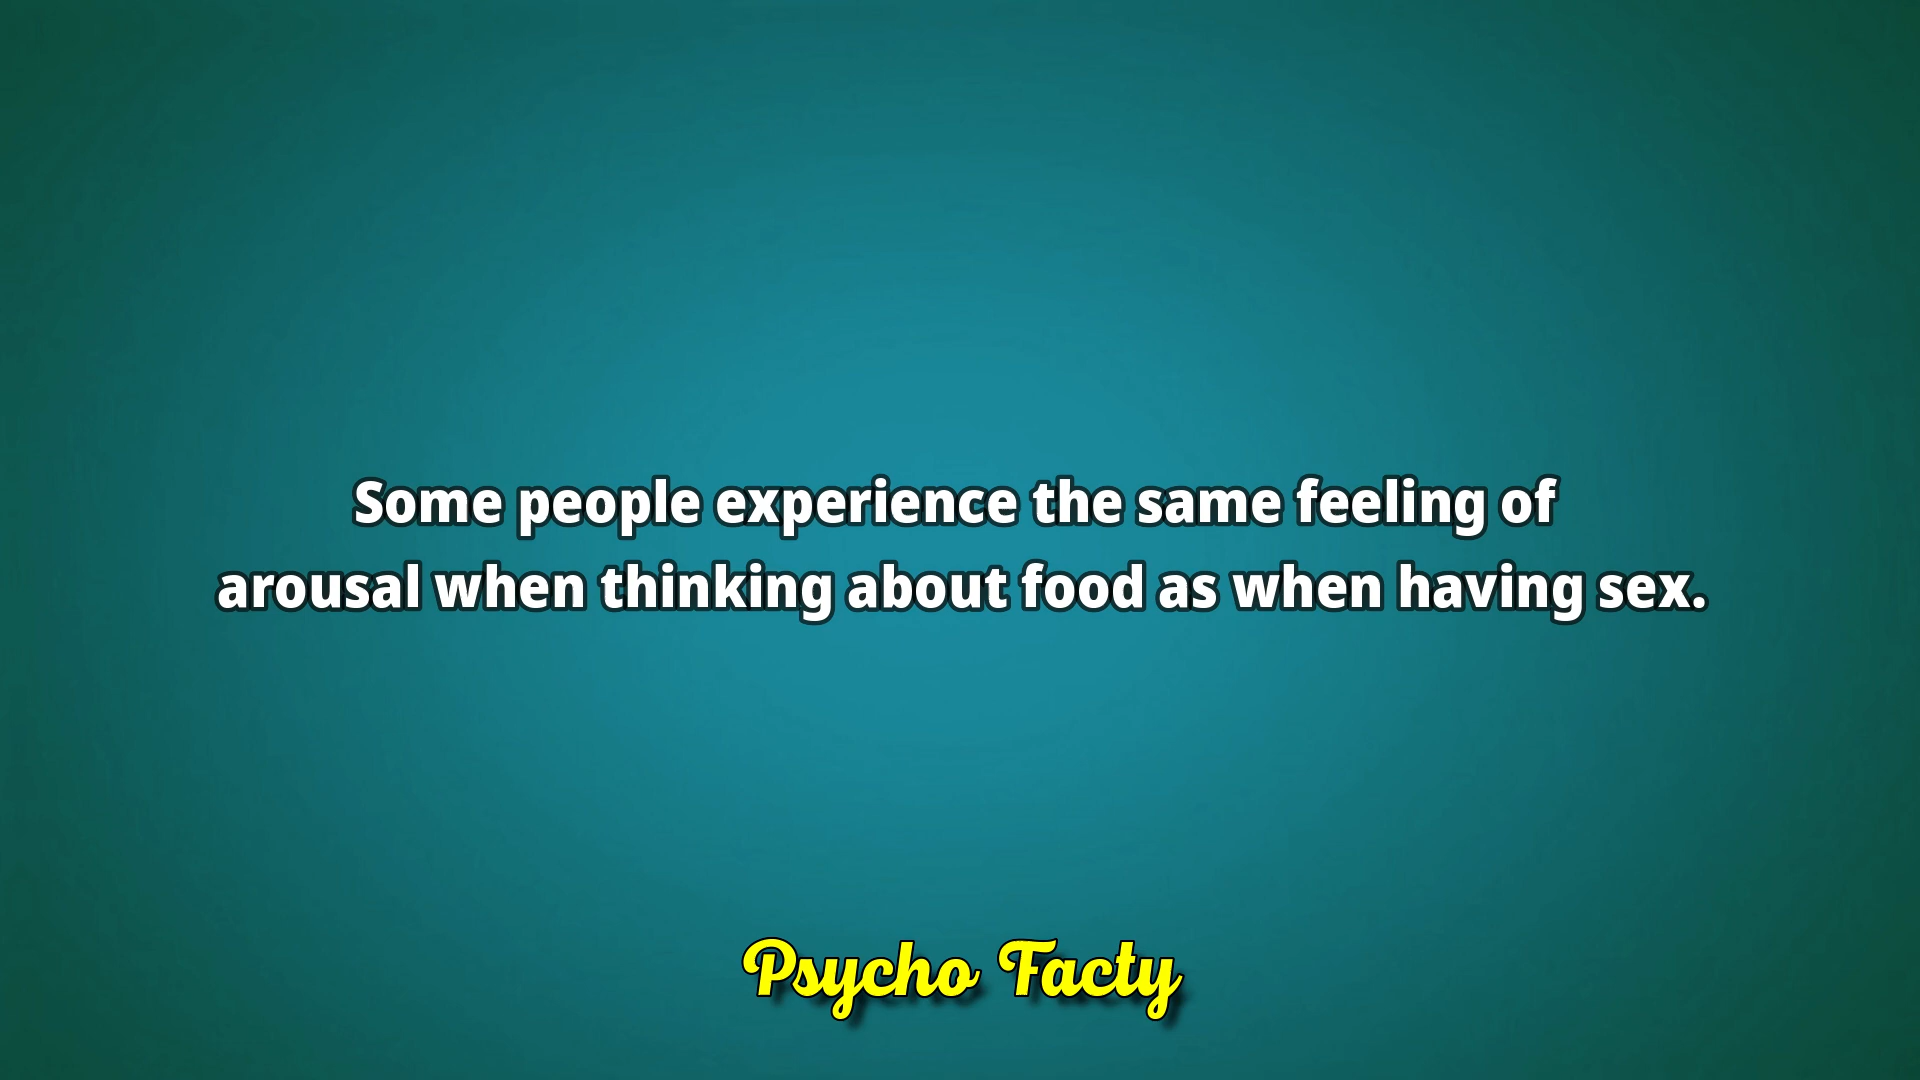 Some people experience the same feeling of
arousal when thinking about food as when having sex.
Psycho Facty